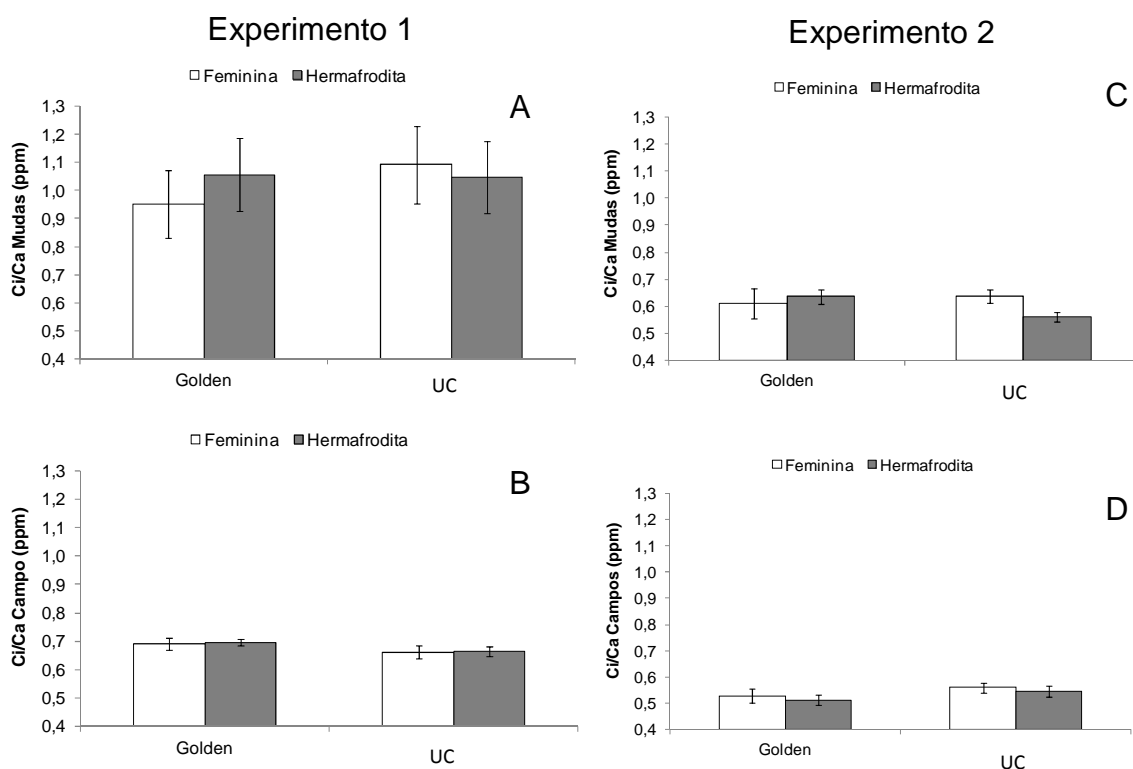 Experimento 1
Feminina Hermafrodita
A
Ci/Ca Mudas (ppm)
1,3
1,2
1,1
1,0
0,9
0,8
0,7
0,6
0,5
0,4
Golden UC
Feminina Hermafrodita
B
Ci/Ca Campo (ppm)
1,3
1,2
1,1
1,0
0,9
0,8
0,7
0,6
0,5
0,4
Golden UC
Experimento 2
Feminina Hermafrodita
C
Ci/Ca Mudas (ppm)
1,3
1,2
1,1
1,0
0,9
0,8
0,7
0,6
0,5
0,4
Golden UC
Feminina Hermafrodita
D
Ci/Ca Campos (ppm)
1,3
1,2
1,1
1,0
0,9
0,8
0,7
0,6
0,5
0,4
Golden UC